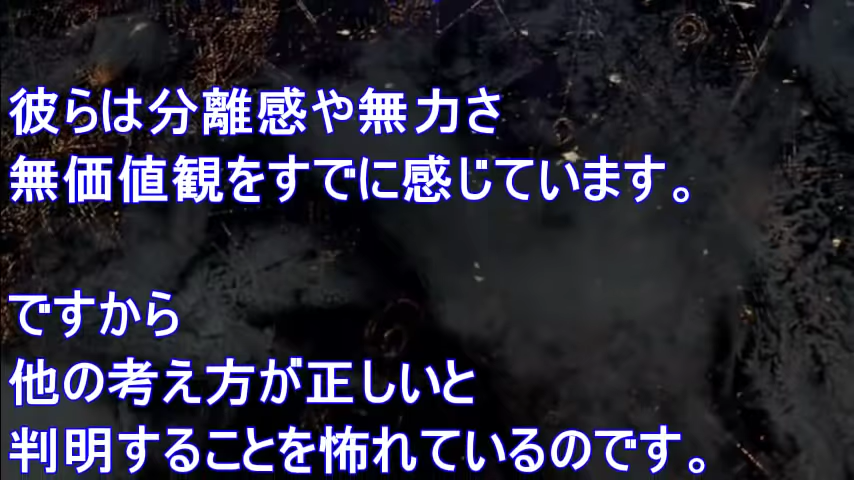 彼らは分離感や無力さ
無価値観をすでに感じています。
ですから
他の考え方が正しいと
判明することを怖れているのです。